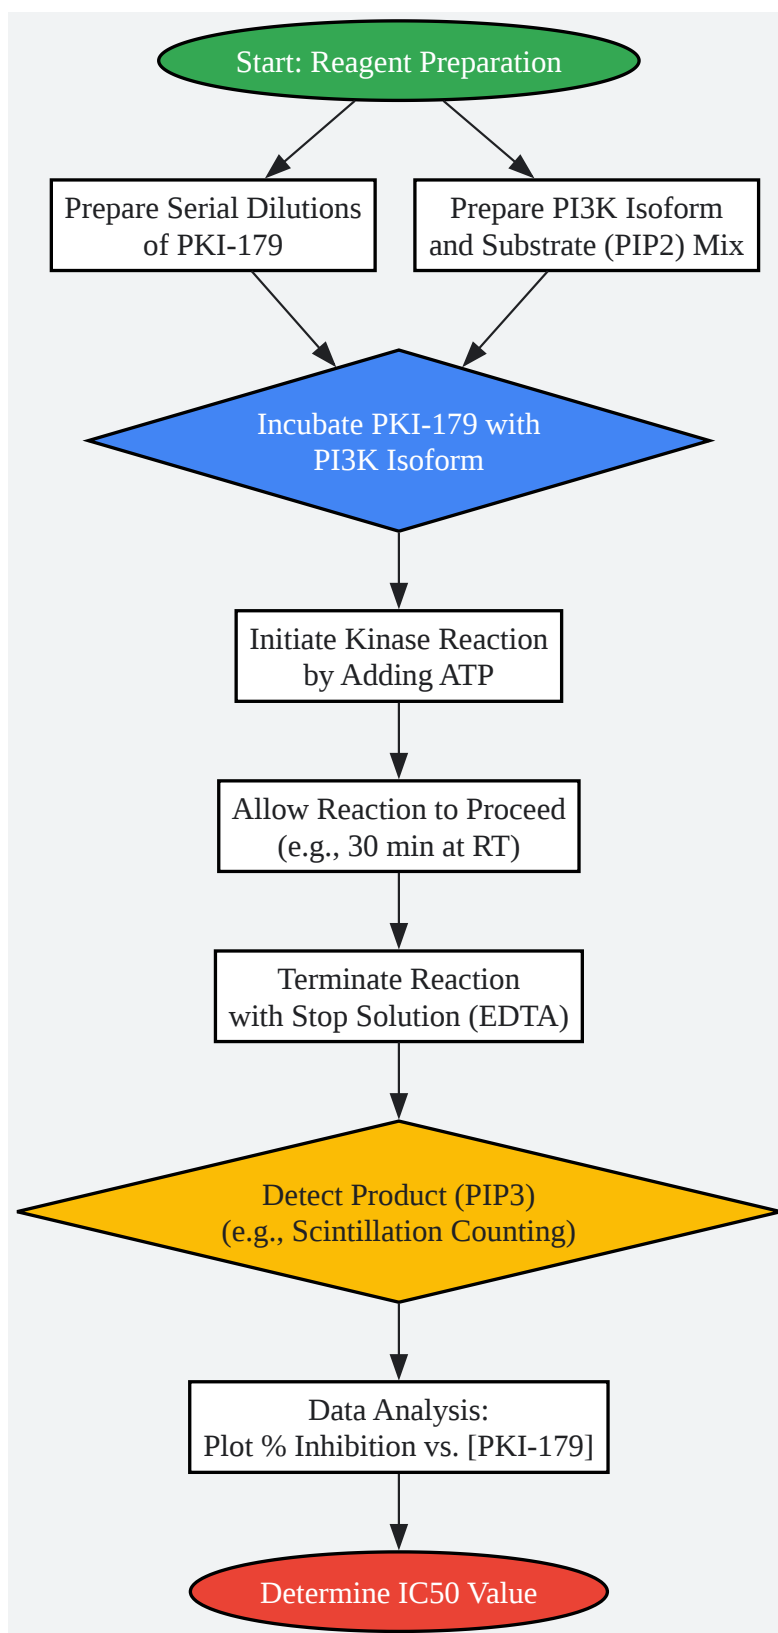 Start: Reagent Preparation
Prepare Serial Dilutions
of PKI-179
Prepare PI3K Isoform
and Substrate (PIP2) Mix
Incubate PKI-179 with
PI3K Isoform
Initiate Kinase Reaction
by Adding ATP
Allow Reaction to Proceed
(e.g., 30 min at RT)
Terminate Reaction
with Stop Solution (EDTA)
Detect Product (PIP3)
(e.g., Scintillation Counting)
Data Analysis:
Plot % Inhibition vs. [PKI-179]
Determine IC50 Value